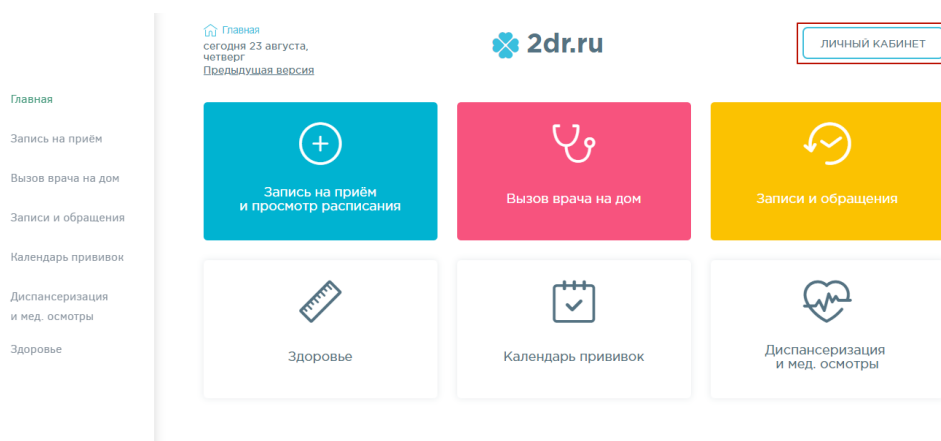 Главная
сегодня 23 августа,
четверг
Предыдущая версия
2dr.ru
ЛИЧНЫЙ КАБИНЕТ
Главная
Запись на приём
Вызов врача на дом
Записи и обращения
Календарь прививок
Диспансеризация
и мед. осмотры
Здоровье
Запись на приём
и просмотр расписания
Вызов врача на дом
Записи и обращения
Здоровье
Календарь прививок
Диспансеризация
и мед. осмотры